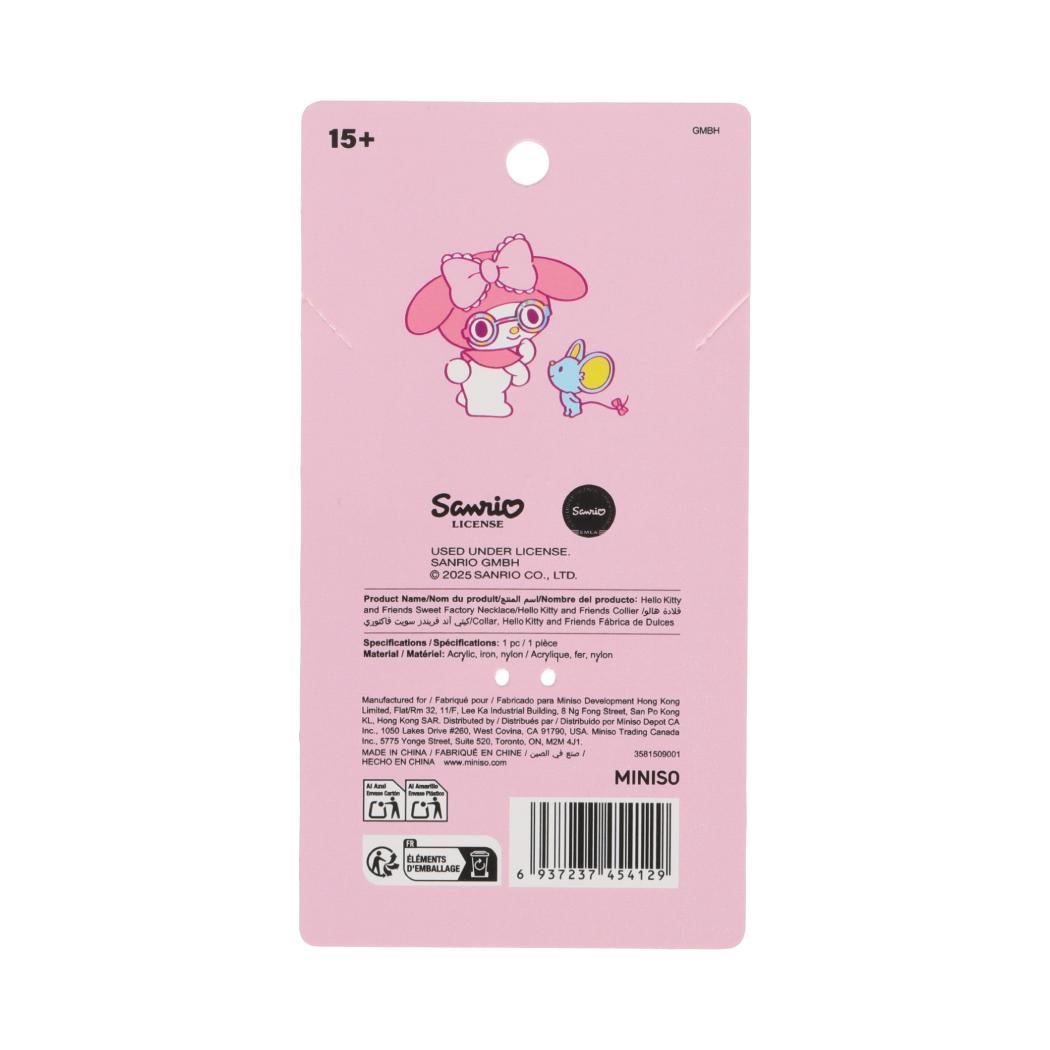 15+
GMBH
Sanrio
LICENSE
Sanrio
EMEA
USED UNDER LICENSE.
SANRIO GMBH
© 2025 SANRIO CO., LTD.
Product Name/Nom du produit/اسم المنتج/Nombre del producto: Hello Kitty
and Friends Sweet Factory Necklace/Hello Kitty and Friends Collier /قلادة هالو
كيتي آند فريندز سويت فاكتوري/Collar, Hello Kitty and Friends Fábrica de Dulces
Specifications / Spécifications: 1 pc / 1 pièce
Material / Matériel: Acrylic, iron, nylon / Acrylique, fer, nylon
Manufactured for / Fabriqué pour / Fabricado para Miniso Development Hong Kong
Limited, Flat/Rm 32, 11/F, Lee Ka Industrial Building, 8 Ng Fong Street, San Po Kong
KL, Hong Kong SAR. Distributed by / Distribués par / Distribuido por Miniso Depot CA
Inc., 1050 Lakes Drive #260, West Covina, CA 91790, USA. Miniso Trading Canada
Inc., 5775 Yonge Street, Suite 520, Toronto, ON, M2M 4J1.
MADE IN CHINA / FABRIQUÉ EN CHINE / صنع في الصين /
HECHO EN CHINA www.miniso.com
3581509001
MINISO
Al Azul
Envase Cartón
Al Amarillo
Envase Plástico
FR
ÉLÉMENTS
D'EMBALLAGE
6 937237 454129